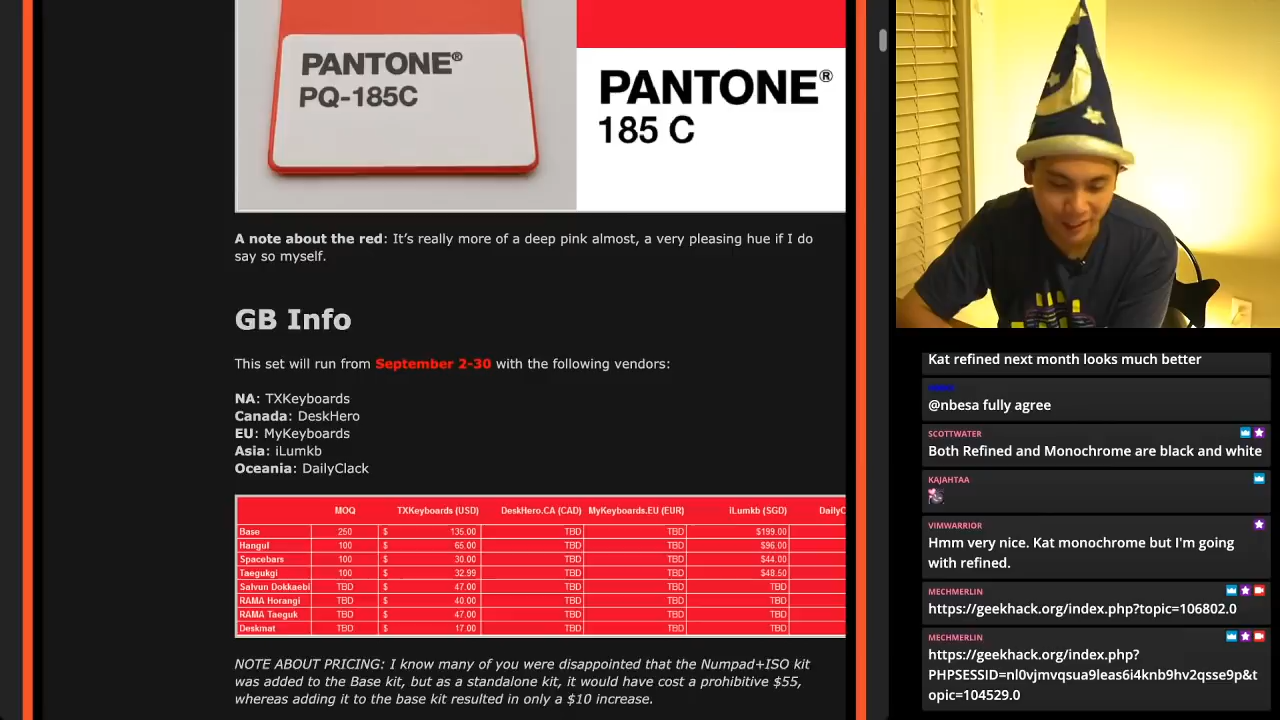 PANTONE®
PQ-185C
PANTONE®
185 C
A note about the red: It’s really more of a deep pink almost, a very pleasing hue if I do
say so myself.
GB Info
This set will run from September 2-30 with the following vendors:
NA: TXKeyboards
Canada: DeskHero
EU: MyKeyboards
Asia: iLumkb
Oceania: DailyClack
MOQ TXKeyboards (USD) DeskHero.CA (CAD) MyKeyboards.EU (EUR) iLumkb (SGD) DailyC
Base 250 $ 135.00 TBD TBD $199.00
Hangul 100 $ 65.00 TBD TBD $96.00
Spacebars 100 $ 30.00 TBD TBD $44.00
Taegukgi 100 $ 32.99 TBD TBD $48.50
Salvun Dokkaebi TBD $ 47.00 TBD TBD TBD
RAMA Horangi TBD $ 40.00 TBD TBD TBD
RAMA Taeguk TBD $ 47.00 TBD TBD TBD
Deskmat TBD $ 17.00 TBD TBD TBD
NOTE ABOUT PRICING: I know many of you were disappointed that the Numpad+ISO kit
was added to the Base kit, but as a standalone kit, it would have cost a prohibitive $55,
whereas adding it to the base kit resulted in only a $10 increase.
Kat refined next month looks much better
@nbesa fully agree
SCOTTWATER
Both Refined and Monochrome are black and white
KAJAHTAA
VIMWARRIOR
Hmm very nice. Kat monochrome but I'm going
with refined.
MECHMERLIN
https://geekhack.org/index.php?topic=106802.0
MECHMERLIN
https://geekhack.org/index.php?
PHPSESSID=nl0vjmvqsua9leas6i4knb9hv2qsse9p&t
opic=104529.0